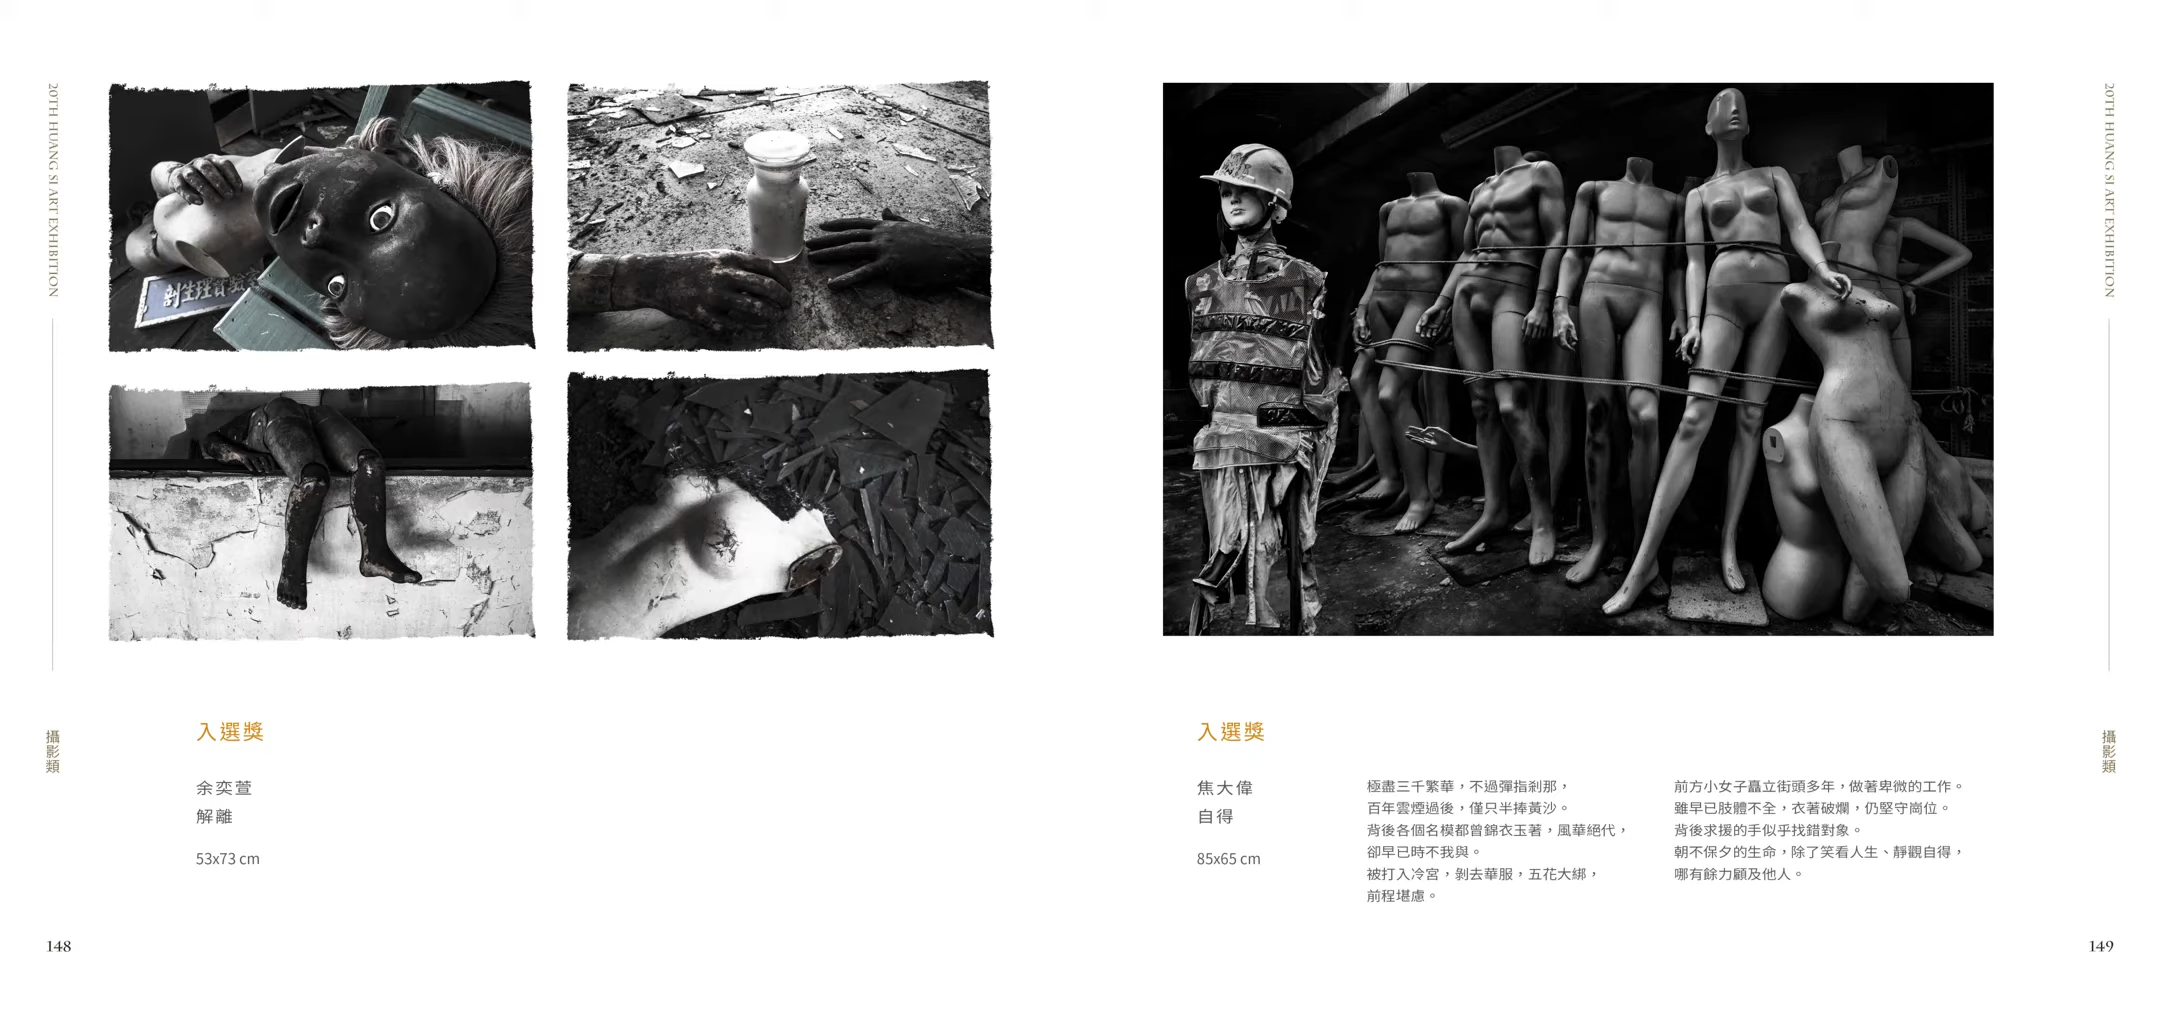 20TH HUANG SI ART EXHIBITION
攝影類
入選獎
余奕萱
解離
53x73 cm
148
入選獎
焦大偉
自得
85x65 cm
極盡三千繁華，不過彈指剎那，
百年雲煙過後，僅只半捧黃沙。
背後各個名模都曾錦衣玉著，風華絕代，
卻早已時不我與。
被打入冷宮，剝去華服，五花大綁，
前程堪慮。
前方小女子矗立街頭多年，做著卑微的工作。
雖早已肢體不全，衣著破爛，仍堅守崗位。
背後求援的手似乎找錯對象。
朝不保夕的生命，除了笑看人生、靜觀自得，
哪有餘力顧及他人。
20TH HUANG SI ART EXHIBITION
攝影類
149